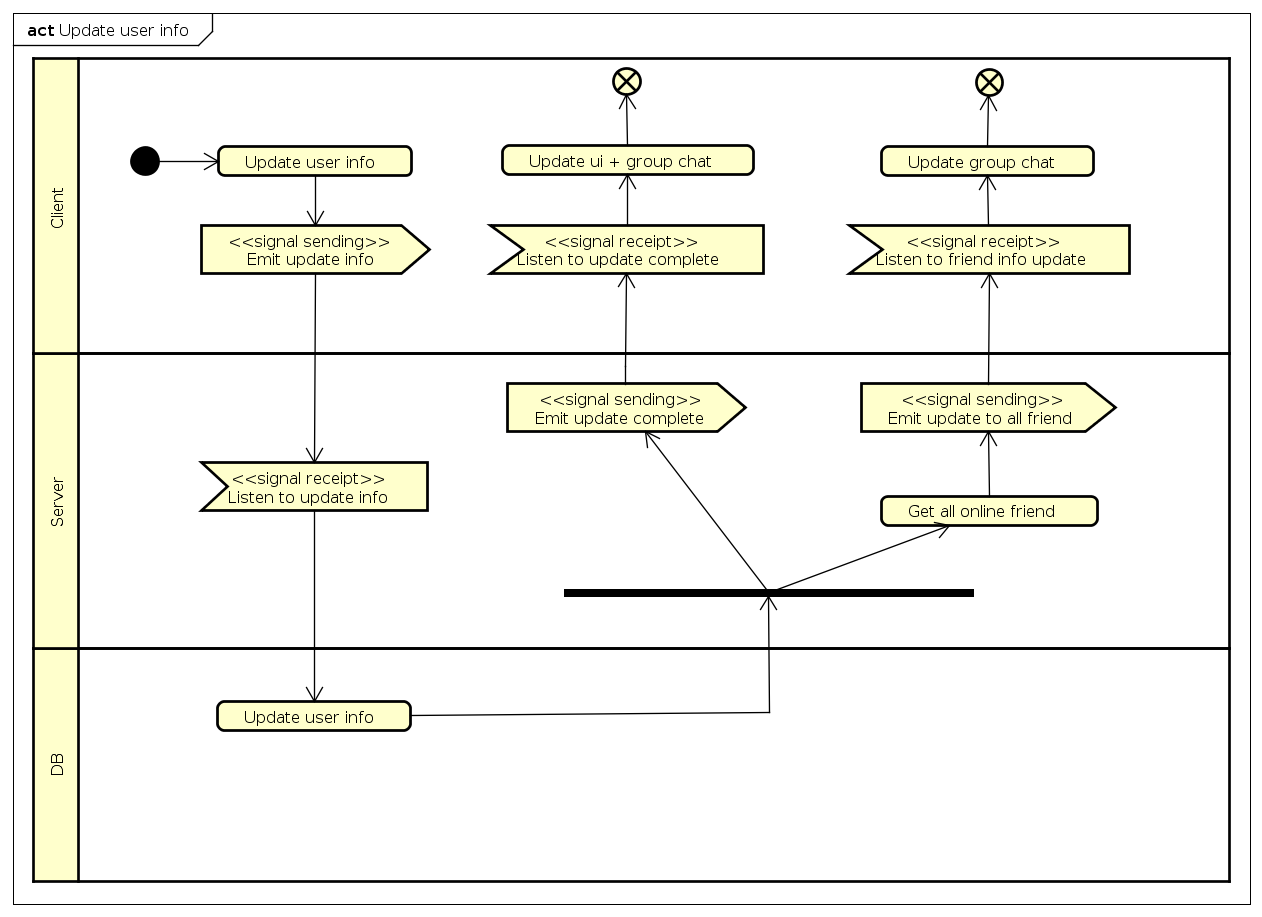 act Update user info
Client
Update user info
Update ui + group chat
Update group chat
<<signal sending>>
Emit update info
<<signal receipt>>
Listen to update complete
<<signal receipt>>
Listen to friend info update
Server
<<signal sending>>
Emit update complete
<<signal sending>>
Emit update to all friend
<<signal receipt>>
Listen to update info
Get all online friend
DB
Update user info